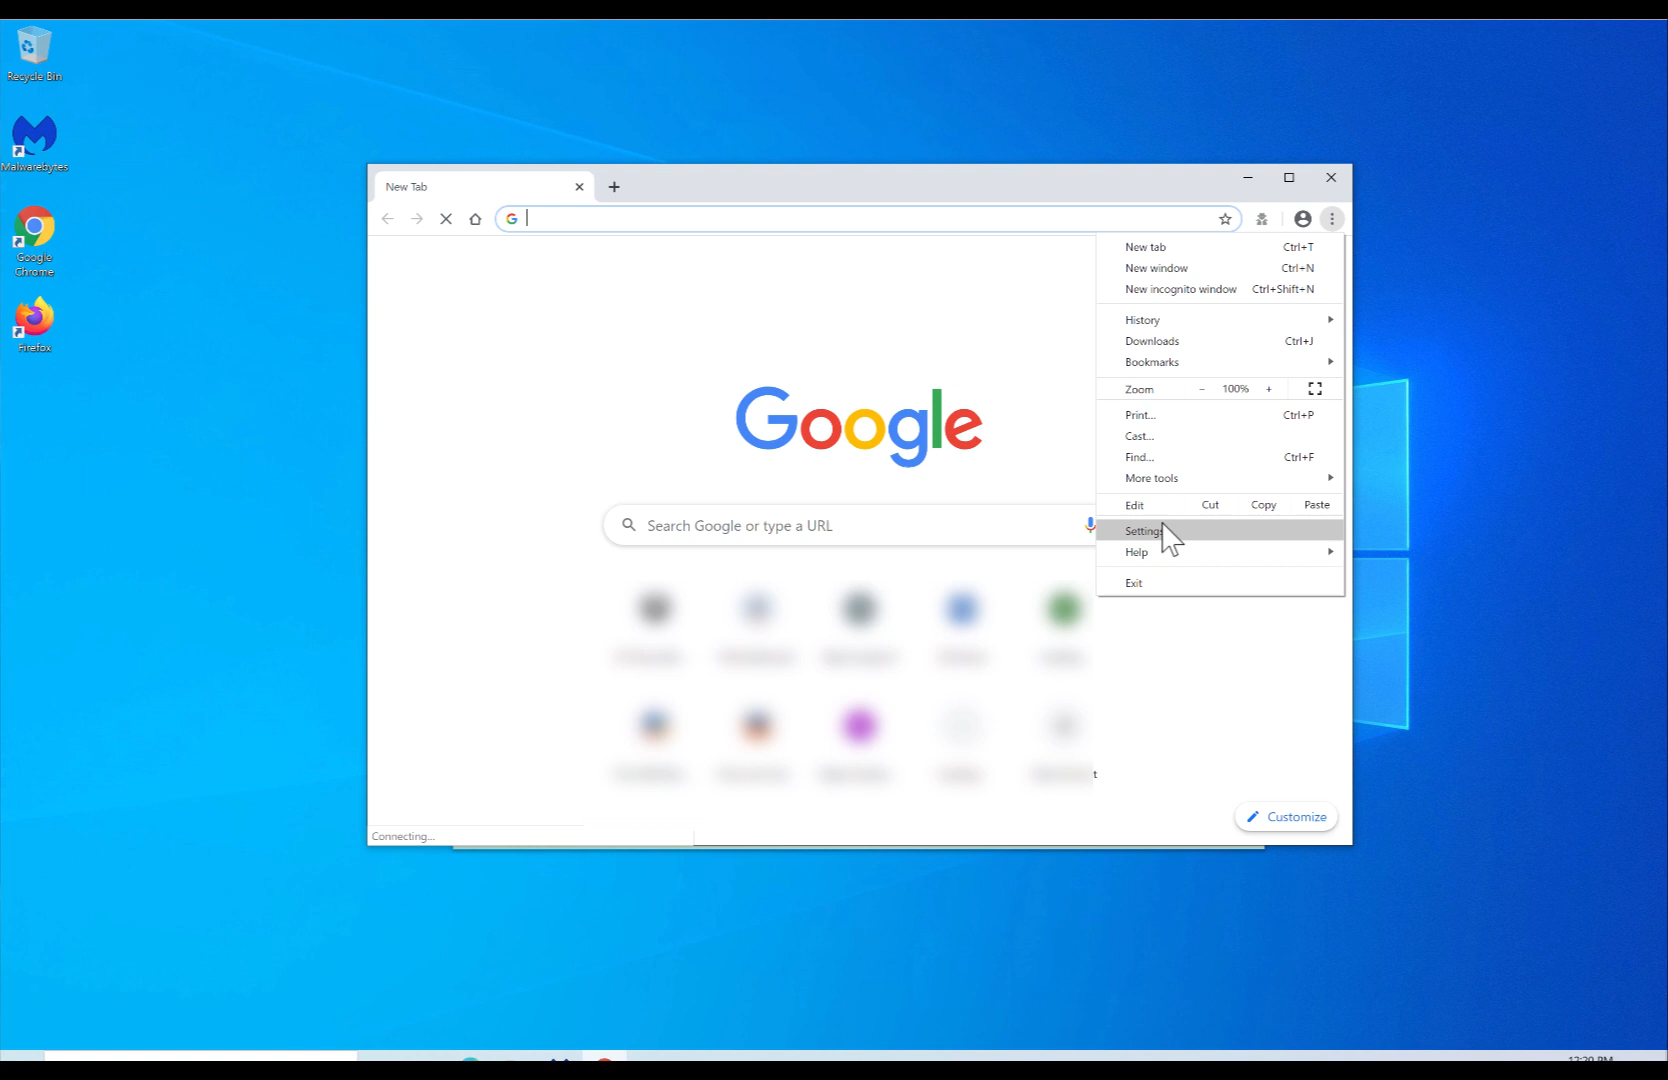 Recycle Bin
Malwarebytes
Google
Chrome
Firefox
New Tab
New tab Ctrl+T
New window Ctrl+N
New incognito window Ctrl+Shift+N
History
Downloads Ctrl+J
Bookmarks
Zoom − 100% +
Print... Ctrl+P
Cast...
Find... Ctrl+F
More tools
Edit Cut Copy Paste
Settings
Help
Exit
Google
Search Google or type a URL
t
Customize
Connecting...